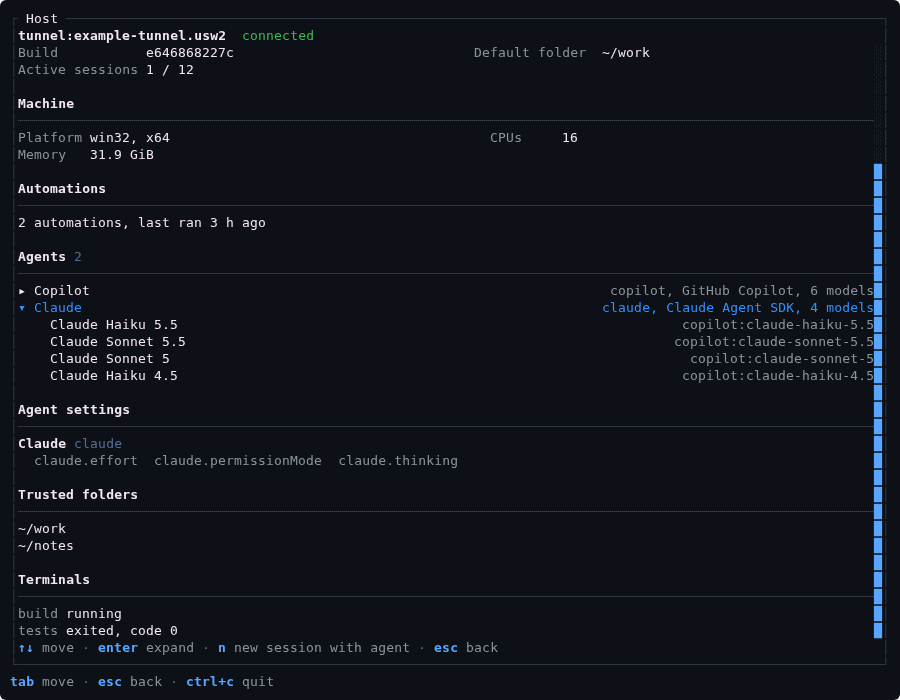 Host
tunnel:example-tunnel.usw2 connected
Build e646868227c Default folder ~/work
Active sessions 1 / 12
Machine
Platform win32, x64 CPUs 16
Memory 31.9 GiB
Automations
2 automations, last ran 3 h ago
Agents 2
▸ Copilot copilot, GitHub Copilot, 6 models
▾ Claude claude, Claude Agent SDK, 4 models
Claude Haiku 5.5 copilot:claude-haiku-5.5
Claude Sonnet 5.5 copilot:claude-sonnet-5.5
Claude Sonnet 5 copilot:claude-sonnet-5
Claude Haiku 4.5 copilot:claude-haiku-4.5
Agent settings
Claude claude
claude.effort claude.permissionMode claude.thinking
Trusted folders
~/work
~/notes
Terminals
build running
tests exited, code 0
↑↓ move · enter expand · n new session with agent · esc back
tab move · esc back · ctrl+c quit